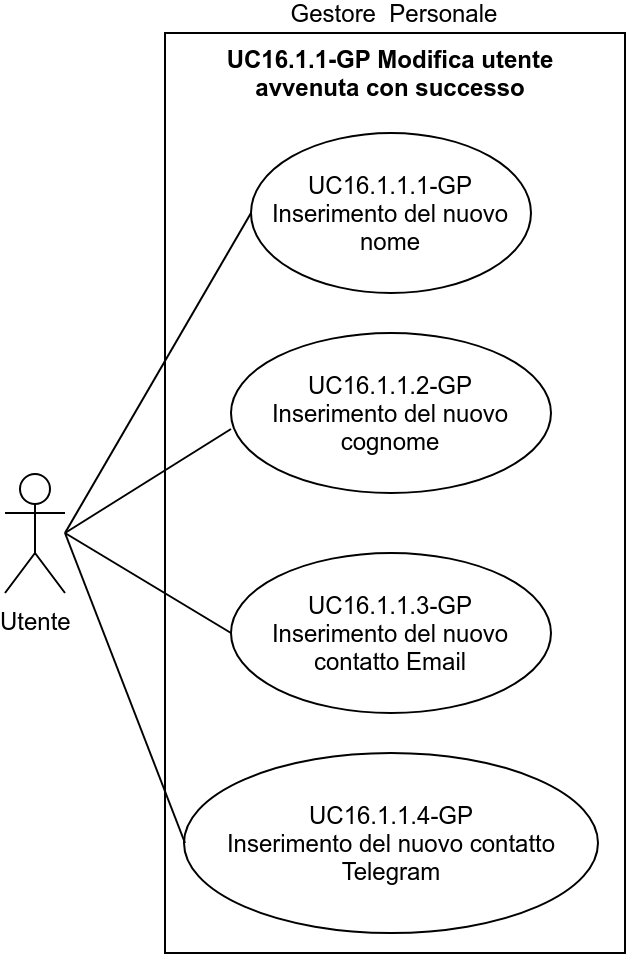 Gestore  Personale
UC16.1.1-GP Modifica utente
avvenuta con successo
UC16.1.1.1-GP
Inserimento del nuovo
nome
UC16.1.1.2-GP
Inserimento del nuovo
cognome
UC16.1.1.3-GP
Inserimento del nuovo
contatto Email
Utente
UC16.1.1.4-GP
Inserimento del nuovo contatto
Telegram